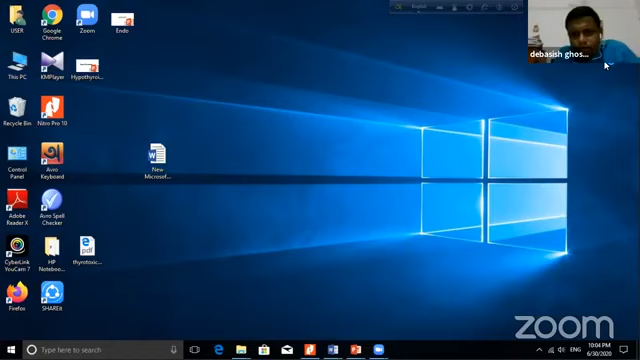 English
debasish ghos...
USER
Google
Chrome
Zoom
Endo
This PC
KMPlayer
Hypothyroi...
Recycle Bin
Nitro Pro 10
Control
Panel
Avro
Keyboard
New
Microsof...
Adobe
Reader X
Avro Spell
Checker
CyberLink
YouCam 7
HP
Noteboo...
pdf
thyrotoxic...
Firefox
SHAREit
zoom
Type here to search
ENG
10:04 PM
6/30/2020